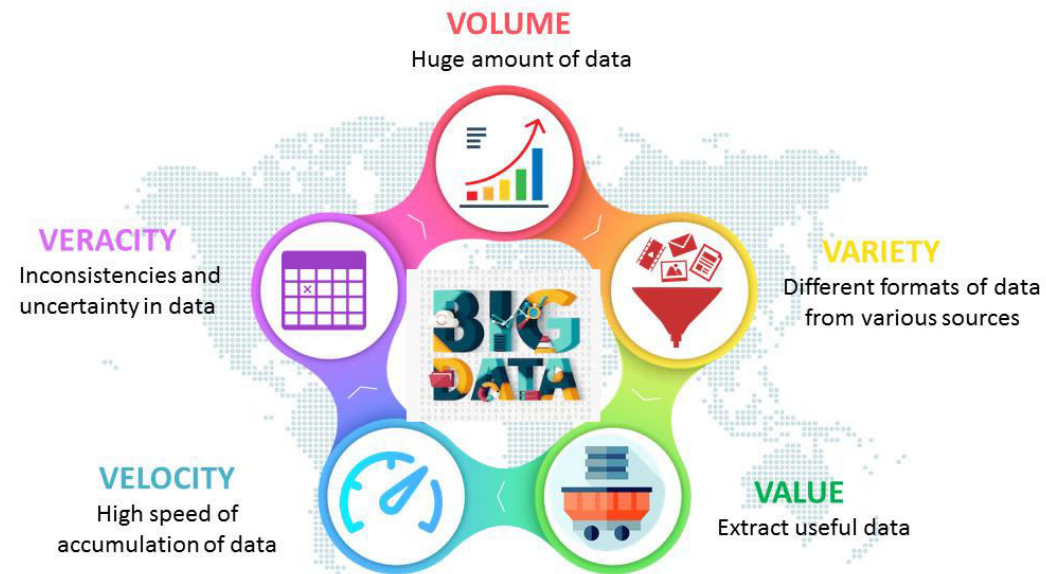 VOLUME
Huge amount of data
VERACITY
Inconsistencies and
uncertainty in data
VARIETY
Different formats of data
from various sources
BIG
DATA
VELOCITY
High speed of
accumulation of data
VALUE
Extract useful data